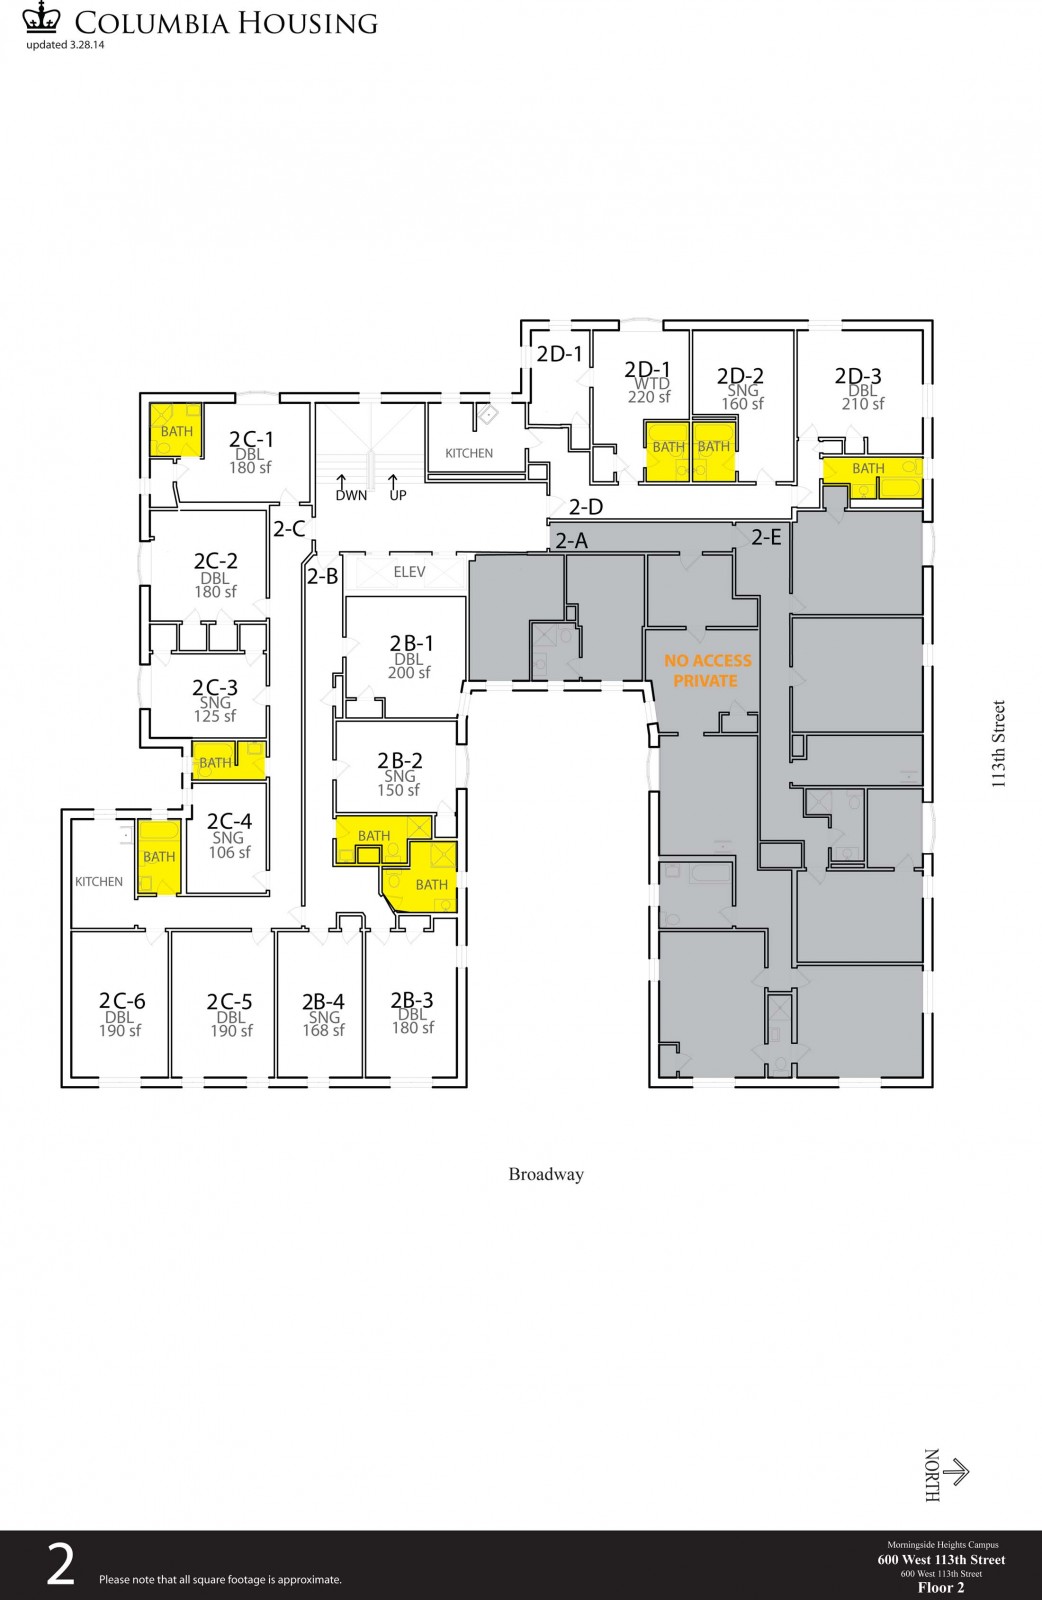 COLUMBIA HOUSING
updated 3.28.14
2D-1
2D-1
WTD
220 sf
2D-2
SNG
160 sf
2D-3
DBL
210 sf
BATH
2C-1
DBL
180 sf
KITCHEN
BATH
BATH
BATH
DWN
UP
2-D
2-C
2-A
2-E
2C-2
DBL
180 sf
2-B
ELEV
2B-1
DBL
200 sf
NO ACCESS
PRIVATE
2C-3
SNG
125 sf
113th Street
BATH
2B-2
SNG
150 sf
2C-4
SNG
106 sf
BATH
BATH
KITCHEN
BATH
2C-6
DBL
190 sf
2C-5
DBL
190 sf
2B-4
SNG
168 sf
2B-3
DBL
180 sf
Broadway
NORTH
2
Please note that all square footage is approximate.
Morningside Heights Campus
600 West 113th Street
600 West 113th Street
Floor 2